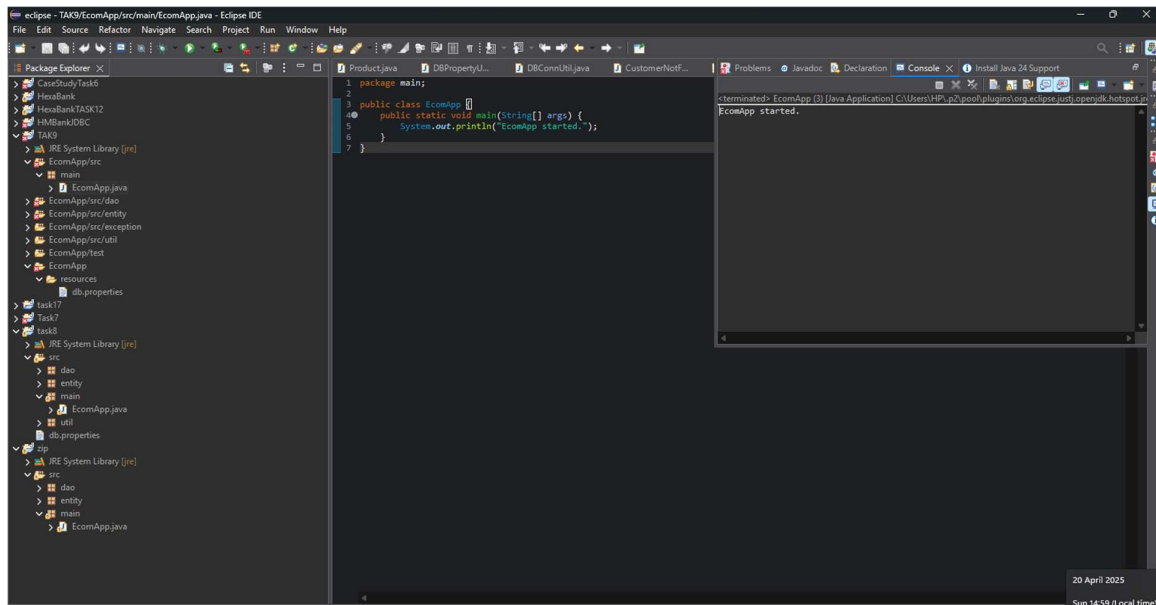 eclipse - TAK9/EcomApp/src/main/EcomApp.java - Eclipse IDE
File Edit Source Refactor Navigate Search Project Run Window Help
Package Explorer
CaseStudyTask6
HexaBank
HexaBankTASK12
HMBankJDBC
TAK9
JRE System Library [jre]
EcomApp/src
main
EcomApp.java
EcomApp/src/dao
EcomApp/src/entity
EcomApp/src/exception
EcomApp/src/util
EcomApp/test
EcomApp
resources
db.properties
task17
Task7
task8
JRE System Library [jre]
src
dao
entity
main
EcomApp.java
util
db.properties
zip
JRE System Library [jre]
src
dao
entity
main
EcomApp.java
Product.java DBPropertyU... DBConnUtil.java CustomerNotF...
1 package main;
2
3 public class EcomApp {
4 public static void main(String[] args) {
5 System.out.println("EcomApp started.");
6 }
7 }
Problems Javadoc Declaration Console Install Java 24 Support
<terminated> EcomApp (3) [Java Application] C:\Users\HP\.p2\pool\plugins\org.eclipse.justj.openjdk.hotspot.jre
EcomApp started.
20 April 2025
Sun 14:59 (Local time)